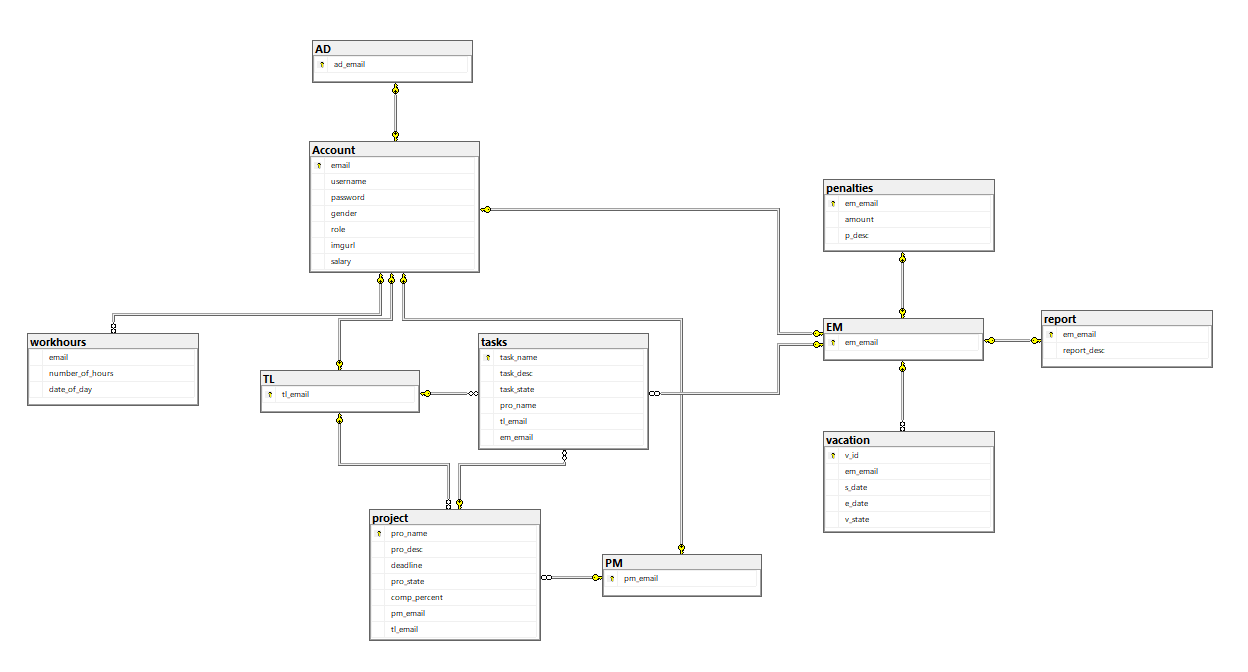 AD
ad_email
Account
email
username
password
gender
role
imgurl
salary
penalties
em_email
amount
p_desc
EM
em_email
report
em_email
report_desc
workhours
email
number_of_hours
date_of_day
TL
tl_email
tasks
task_name
task_desc
task_state
pro_name
tl_email
em_email
vacation
v_id
em_email
s_date
e_date
v_state
project
pro_name
pro_desc
deadline
pro_state
comp_percent
pm_email
tl_email
PM
pm_email